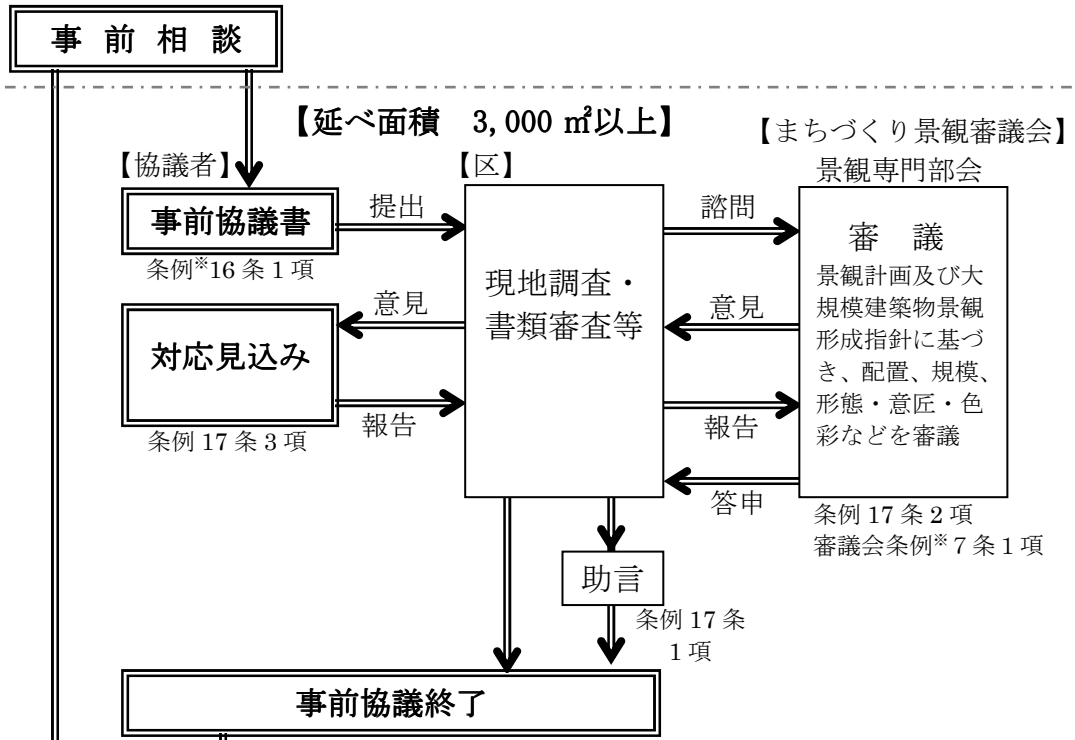 事 前 相 談
【延べ面積　3,000 ㎡以上】
【まちづくり景観審議会】
景観専門部会
【協議者】
【区】
事前協議書
条例※16 条 1 項
提出
諮問
現地調査・
書類審査等
審　議
景観計画及び大
規模建築物景観
形成指針に基づ
き、配置、規模、
形態・意匠・色
彩などを審議
意見
意見
対応見込み
条例 17 条 3 項
報告
報告
答申
条例 17 条 2 項
審議会条例※7 条 1 項
助言
条例 17 条
1 項
事前協議終了